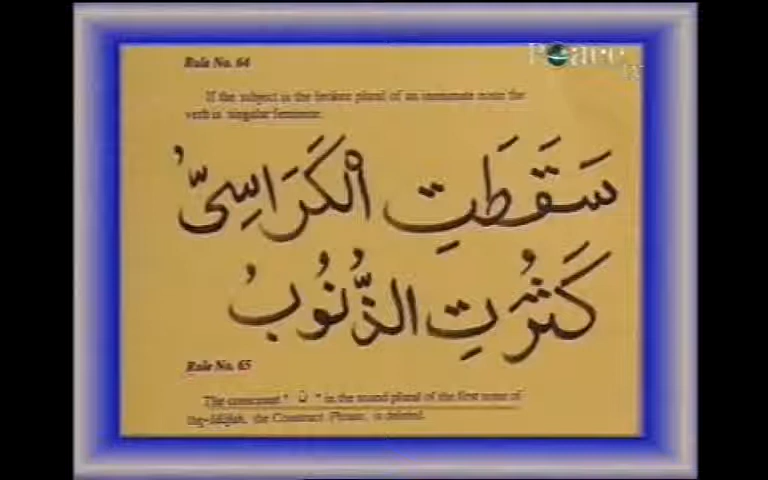 Peace TV
Rule No. 64
If the subject is the broken plural of an inanimate noun the
verb is singular feminine.
سَقَطَتِ الْكَرَاسِيُّ
كَثُرَتِ الذُّنُوبُ
Rule No. 65
The consonant " نَ " in the sound plural of the first noun of
the Idafah, the Construct Phrase, is deleted.